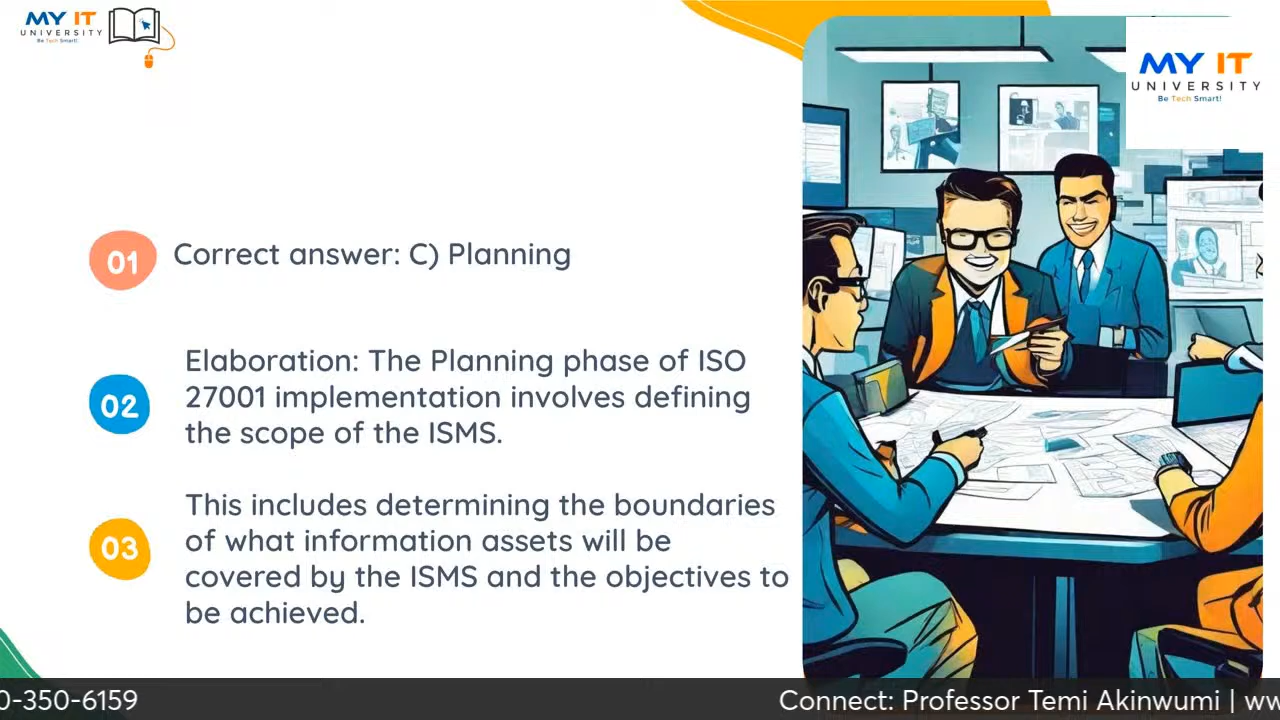 MY IT
UNIVERSITY
Be Tech Smart!
MY IT
UNIVERSITY
Be Tech Smart!
01
Correct answer: C) Planning
02
Elaboration: The Planning phase of ISO
27001 implementation involves defining
the scope of the ISMS.
03
This includes determining the boundaries
of what information assets will be
covered by the ISMS and the objectives to
be achieved.
0-350-6159
Connect: Professor Temi Akinwumi | ww